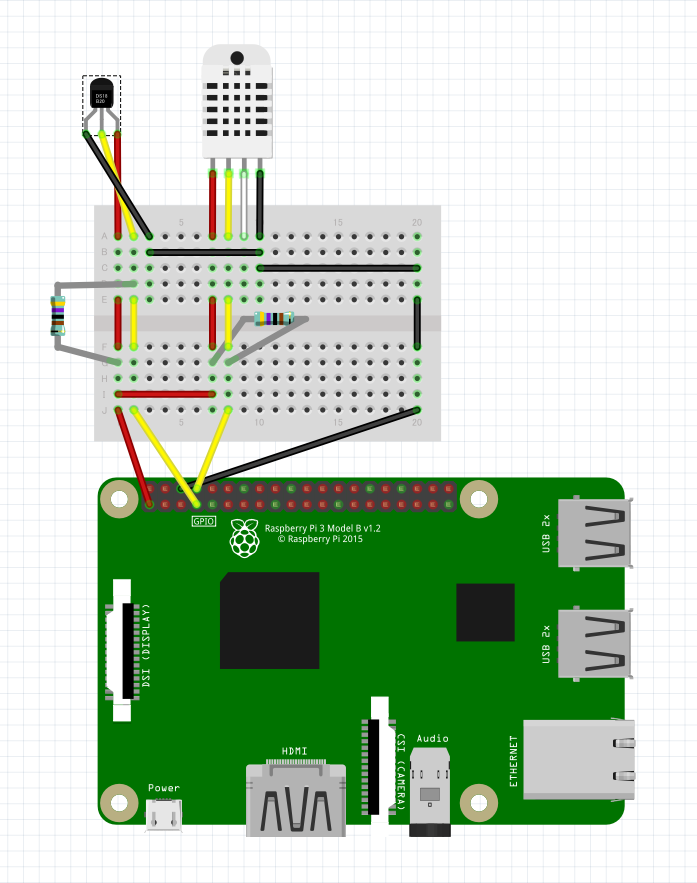 DS18
B20
5
15
20
A
B
C
E
F
G
H
I
J
5
10
15
20
GPIO
Raspberry Pi 3 Model B v1.2
© Raspberry Pi 2015
USB 2x
USB 2x
DSI (DISPLAY)
CSI (CAMERA)
HDMI
Audio
ETHERNET
Power